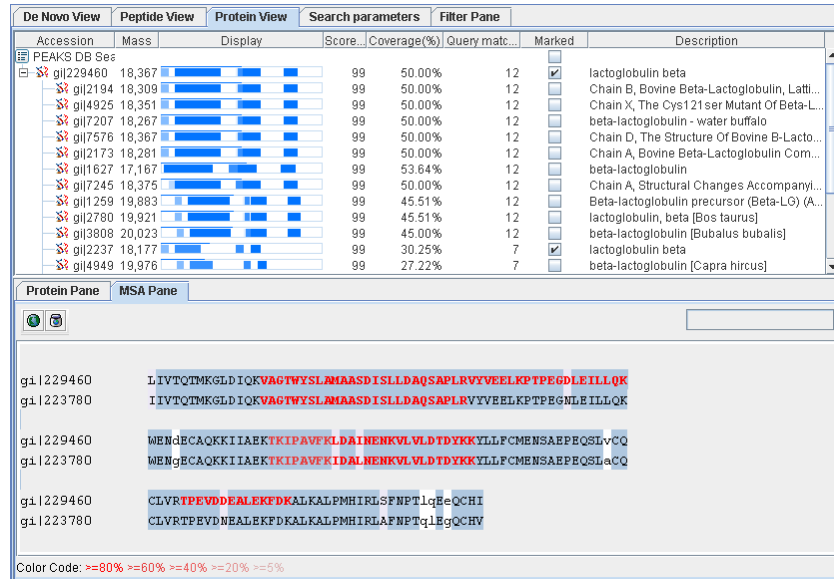 De Novo View Peptide View Protein View Search parameters Filter Pane
Accession Mass Display Score... Coverage(%) Query matc... Marked Description
PEAKS DB Sea
gi|229460 18,367 99 50.00% 12 lactoglobulin beta
gi|2194 18,309 99 50.00% 12 Chain B, Bovine Beta-Lactoglobulin, Latti...
gi|4925 18,351 99 50.00% 12 Chain X, The Cys121ser Mutant Of Beta-L...
gi|7207 18,267 99 50.00% 12 beta-lactoglobulin - water buffalo
gi|7576 18,367 99 50.00% 12 Chain D, The Structure Of Bovine B-Lacto...
gi|2173 18,281 99 50.00% 12 Chain A, Bovine Beta-Lactoglobulin Com...
gi|1627 17,167 99 53.64% 12 beta-lactoglobulin
gi|7245 18,375 99 50.00% 12 Chain A, Structural Changes Accompanyi...
gi|1259 19,883 99 45.51% 12 Beta-lactoglobulin precursor (Beta-LG) (A...
gi|2780 19,921 99 45.51% 12 lactoglobulin, beta [Bos taurus]
gi|3808 20,023 99 45.00% 12 beta-lactoglobulin [Bubalus bubalis]
gi|2237 18,177 99 30.25% 7 lactoglobulin beta
gi|4949 19,976 99 27.22% 7 beta-lactoglobulin [Capra hircus]
Protein Pane MSA Pane
gi|229460 LIVTQTMKGLDIQKVAGTWYSLAMAASDISLLDAQSAPLRVYVEELKPTPEGDLEILLQK
gi|223780 IIVTQTMKGLDIQKVAGTWYSLAMAASDISLLDAQSAPLRVYVEELKPTPEGNLEILLQK
gi|229460 WENdECAQKKIIAEKTKIPAVFKLDAINENKVLVLDTDYKKYLLFCMENSAEPEQSLvCQ
gi|223780 WENgECAQKKIIAEKTKIPAVFKIDALNENKVLVLDTDYKKYLLFCMENSAEPEQSLaCQ
gi|229460 CLVRTPEVDDEALEKFDKALKALPMHIRLSFNPTlqEeQCHI
gi|223780 CLVRTPEVDNEALEKFDKALKALPMHIRLAFNPTqlEgQCHV
Color Code: >=80% >=60% >=40% >=20% >=5%